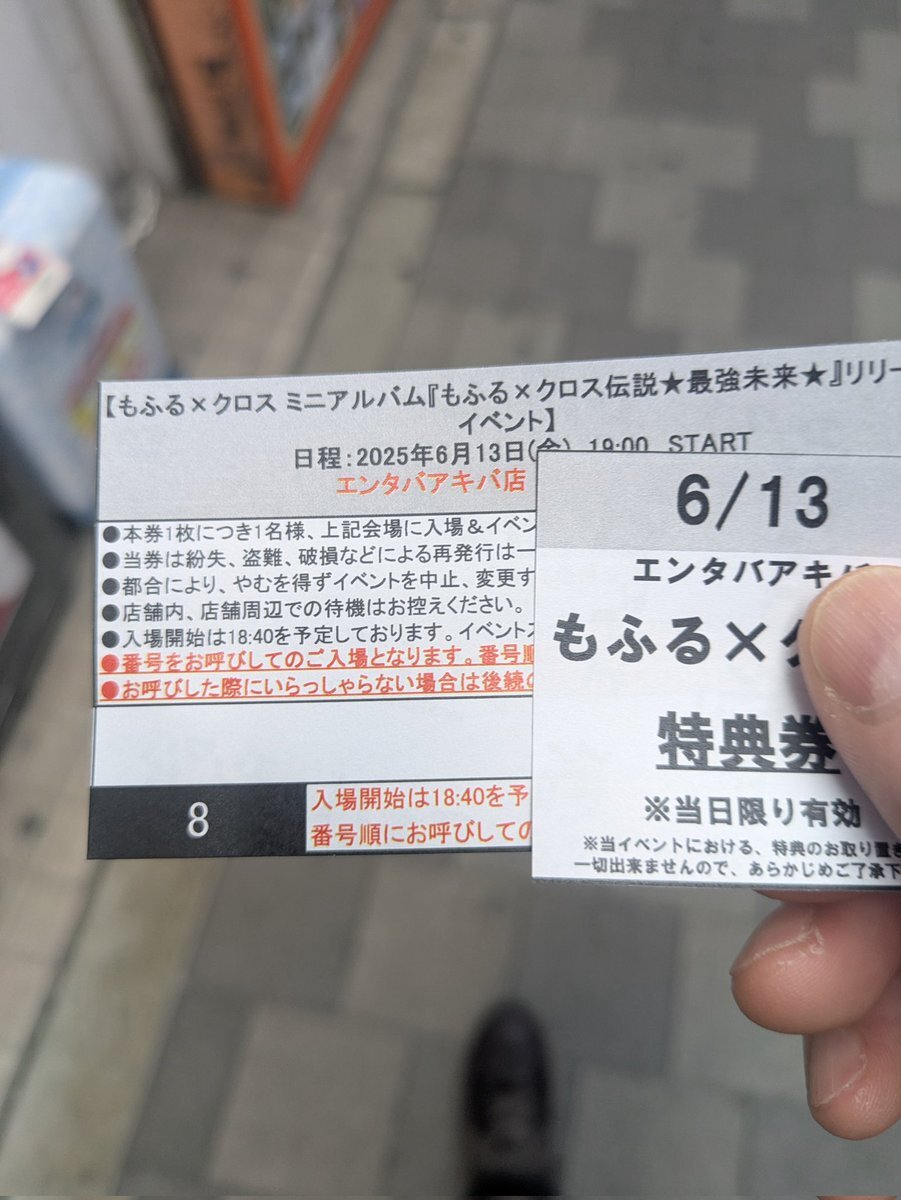 【もふる×クロス ミニアルバム『もふる×クロス伝説★最強未来★』リリー
イベント】
日程：2025年6月13日(金) 19:00 START
エンタバアキバ店
●本券1枚につき1名様、上記会場に入場＆イベン
●当券は紛失、盗難、破損などによる再発行は一
●都合により、やむを得ずイベントを中止、変更す
●店舗内、店舗周辺での待機はお控えください。
●入場開始は18:40を予定しております。イベントス
●番号をお呼びしてのご入場となります。番号順
●お呼びした際にいらっしゃらない場合は後続の
8
入場開始は18:40を予
番号順にお呼びしての
6/13
エンタバアキバ
もふる×ク
特典券
※当日限り有効
※当イベントにおける、特典のお取り置き
一切出来ませんので、あらかじめご了承下